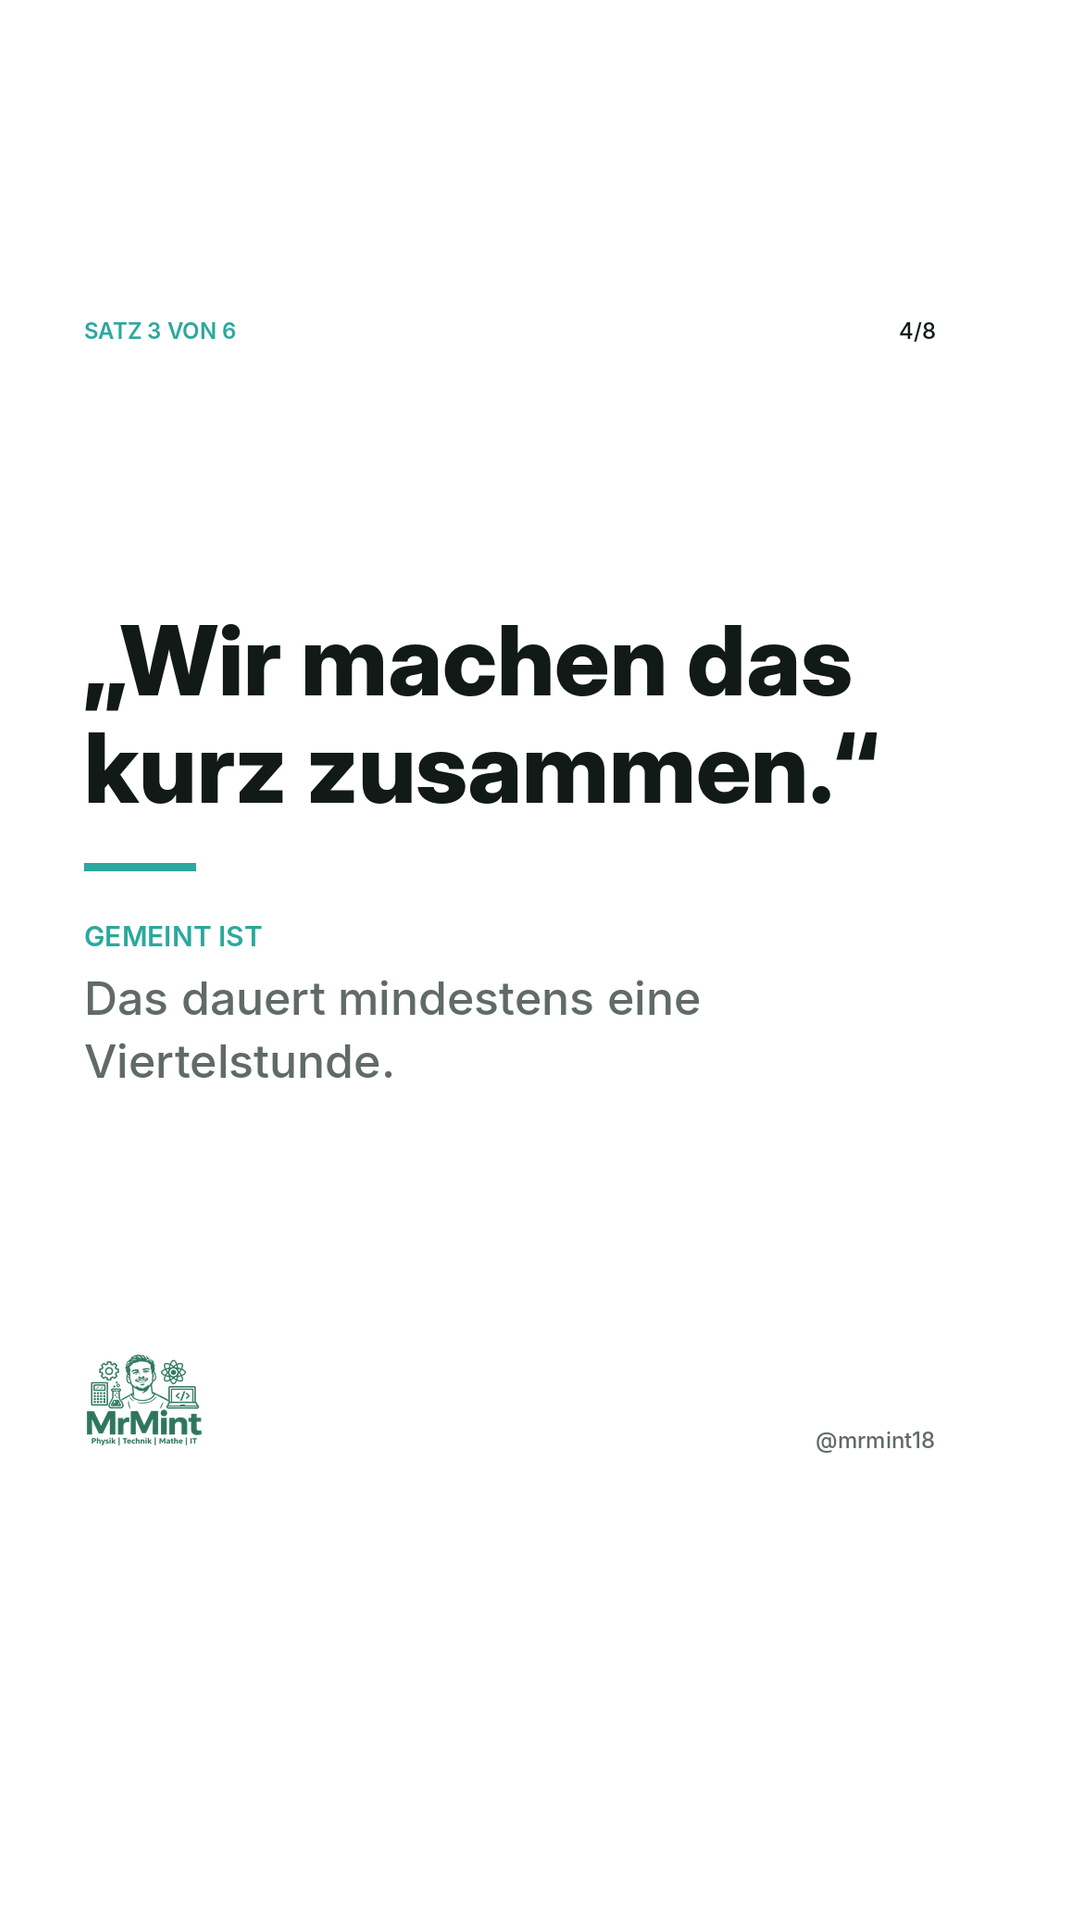 SATZ 3 VON 6
4/8
„Wir machen das
kurz zusammen.“
GEMEINT IST
Das dauert mindestens eine
Viertelstunde.
</>
MrMint
Physik | Technik | Mathe | IT
@mrmint18